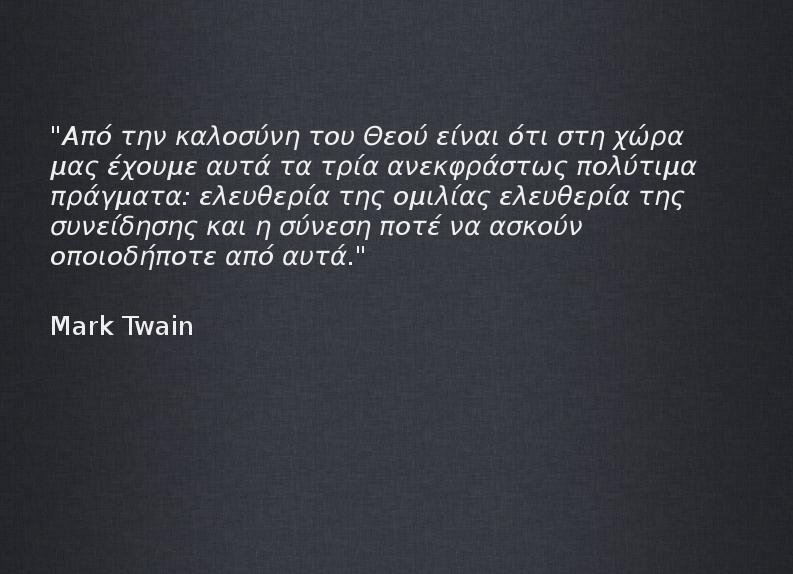 "Από την καλοσύνη του Θεού είναι ότι στη χώρα
μας έχουμε αυτά τα τρία ανεκφράστως πολύτιμα
πράγματα: ελευθερία της ομιλίας ελευθερία της
συνείδησης και η σύνεση ποτέ να ασκούν
οποιοδήποτε από αυτά."
Mark Twain